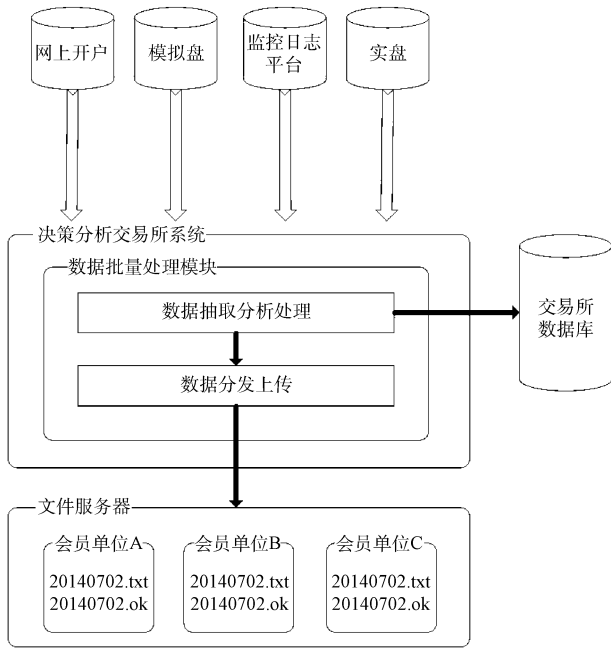 网上开户
模拟盘
监控日志
平台
实盘
决策分析交易所系统
数据批量处理模块
数据抽取分析处理
数据分发上传
交易所
数据库
文件服务器
会员单位A
20140702.txt
20140702.ok
会员单位B
20140702.txt
20140702.ok
会员单位C
20140702.txt
20140702.ok